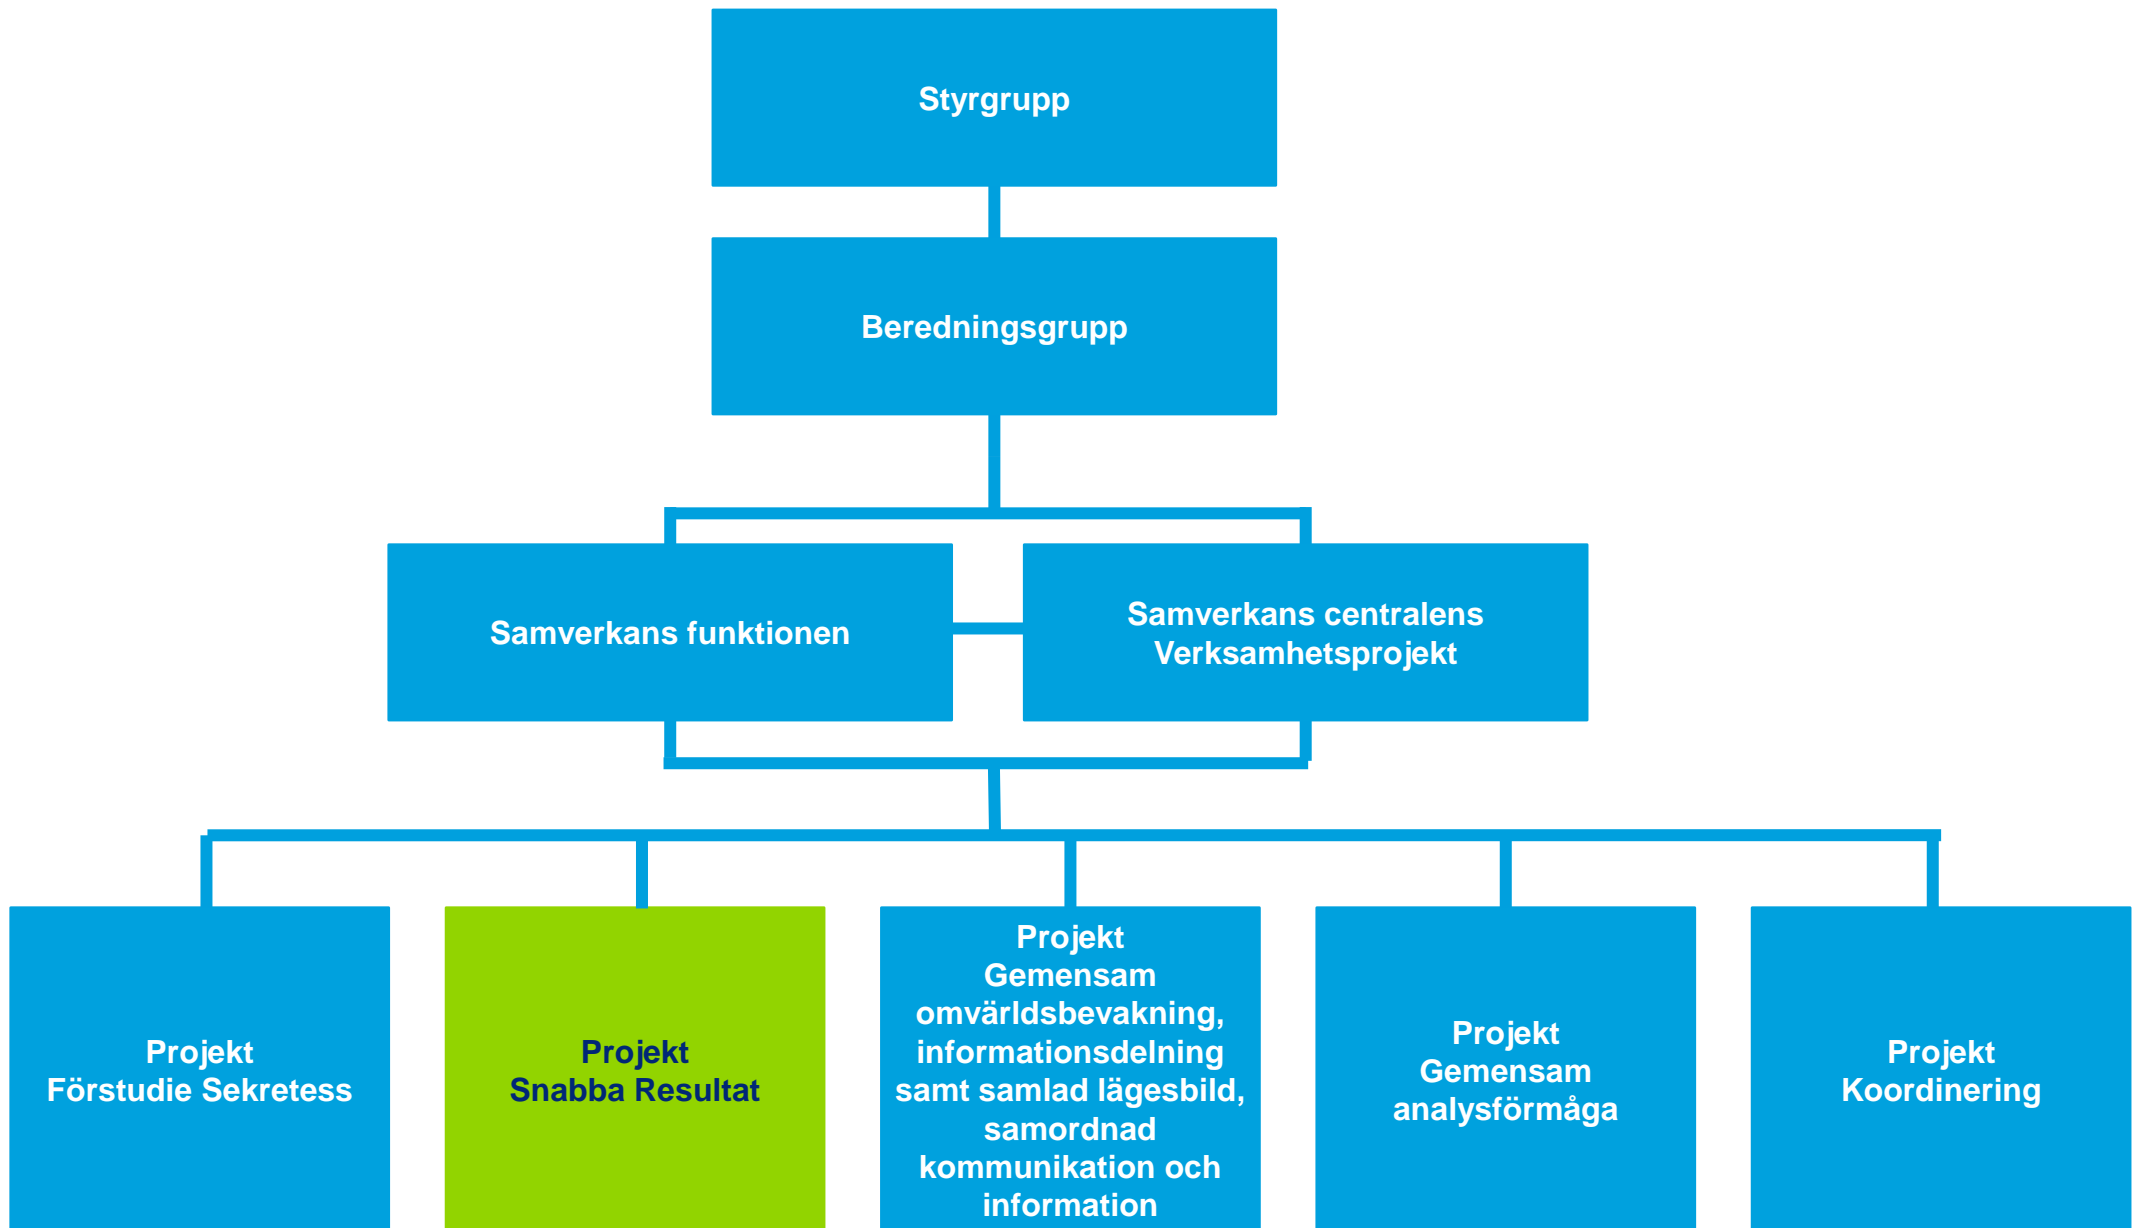 Styrgrupp
Beredningsgrupp
Samverkans funktionen
Samverkans centralens
Verksamhetsprojekt
Projekt
Förstudie Sekretess
Projekt
Snabba Resultat
Projekt
Gemensam
omvärldsbevakning,
informationsdelning
samt samlad lägesbild,
samordnad
kommunikation och
information
Projekt
Gemensam
analysförmåga
Projekt
Koordinering